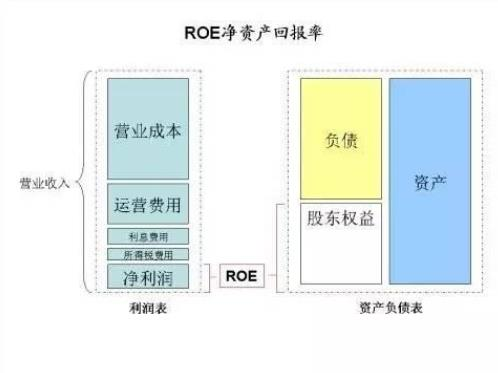 ROE净资产回报率
营业收入
营业成本
运营费用
利息费用
所得税费用
净利润
利润表
ROE
负债
股东权益
资产
资产负债表